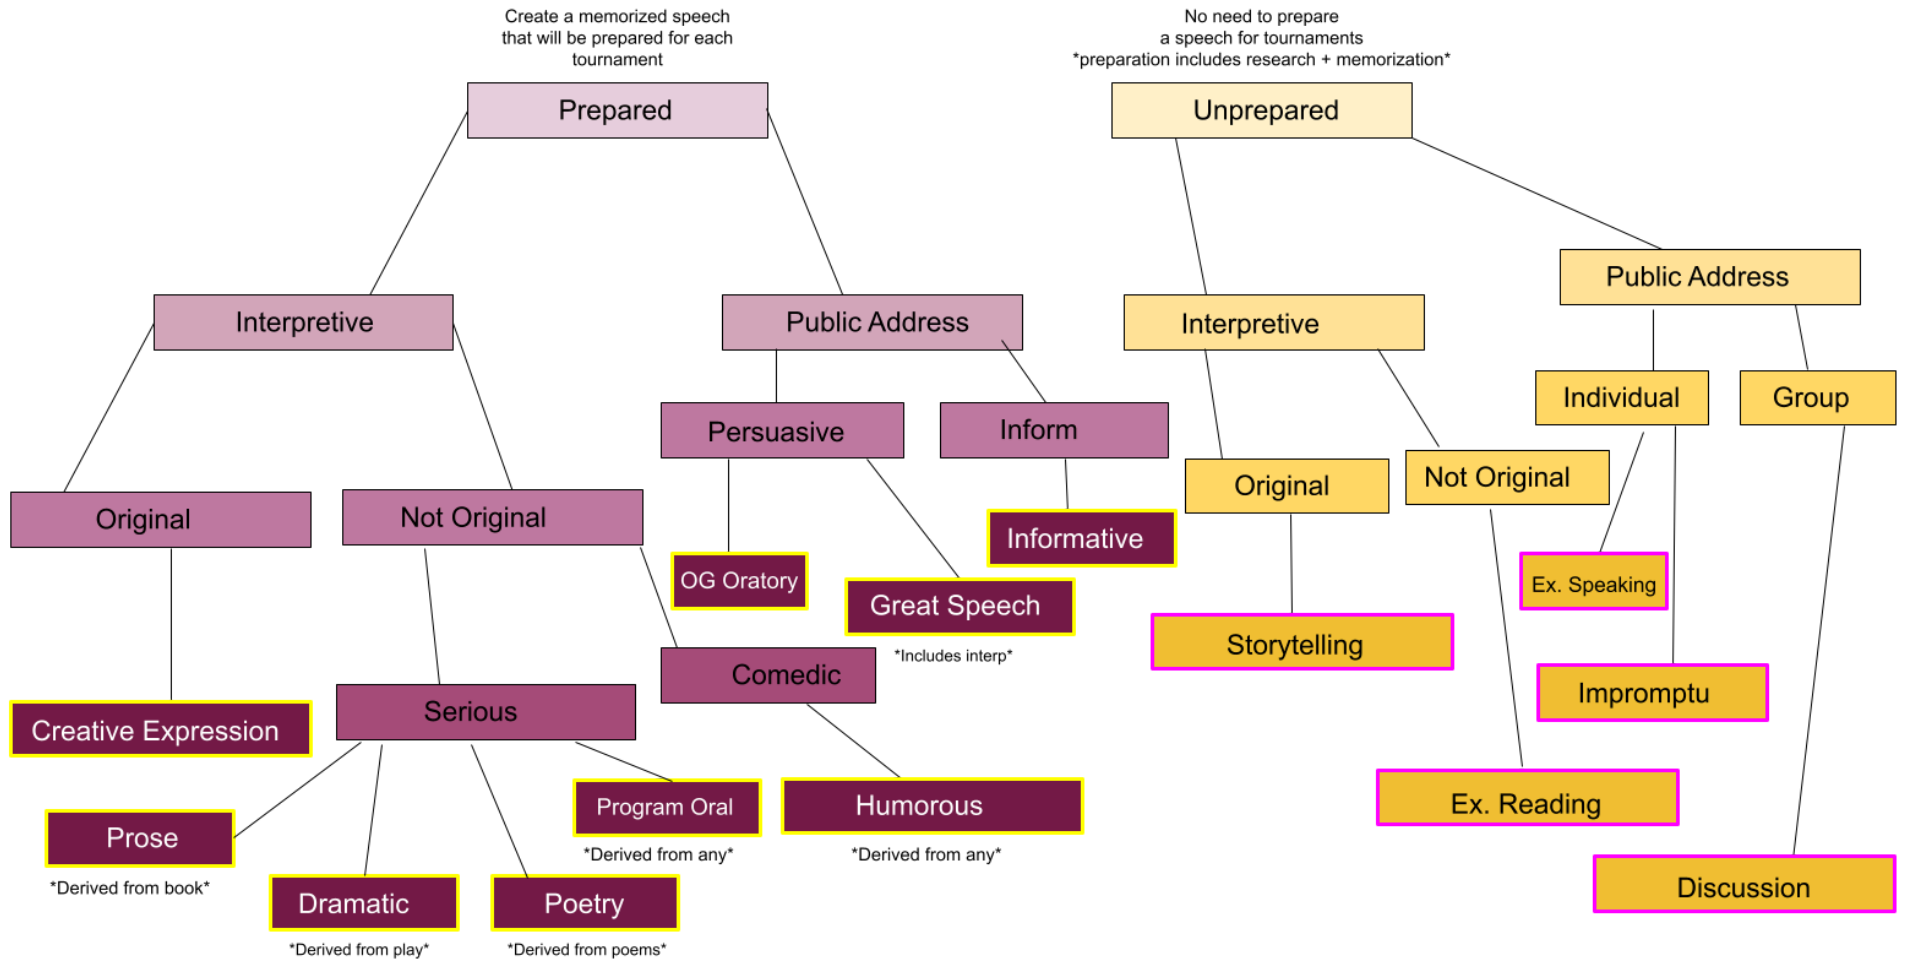 Create a memorized speech
that will be prepared for each
tournament
No need to prepare
a speech for tournaments
*preparation includes research + memorization*
Prepared
Unprepared
Public Address
Interpretive
Public Address
Interpretive
Individual
Group
Persuasive
Inform
Original
Not Original
Original
Not Original
Informative
OG Oratory
Ex. Speaking
Great Speech
*Includes interp*
Storytelling
Comedic
Impromptu
Serious
Creative Expression
Program Oral
Humorous
Ex. Reading
Prose
*Derived from any*
*Derived from any*
*Derived from book*
Discussion
Dramatic
Poetry
*Derived from play*
*Derived from poems*